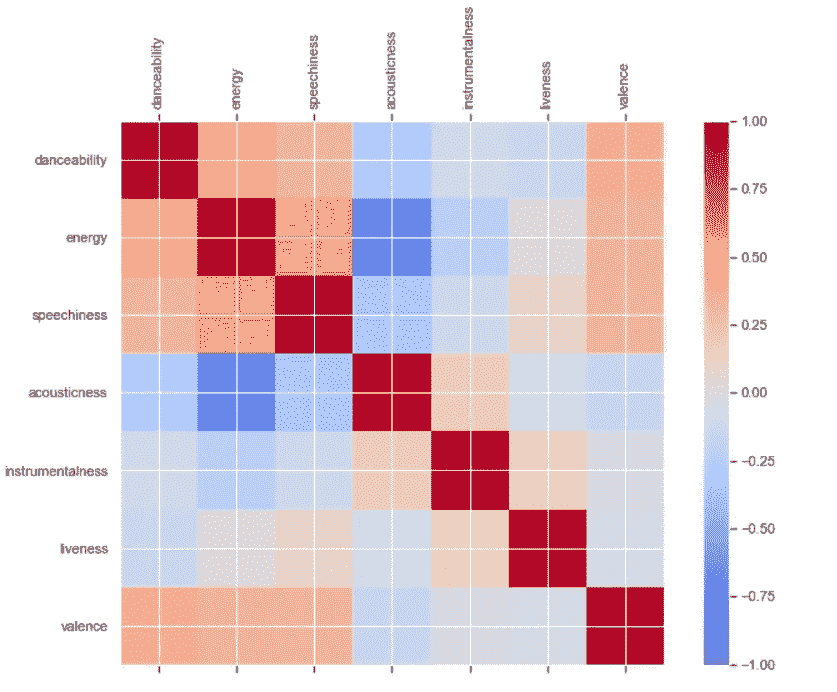 danceability
energy
speechiness
acousticness
instrumentalness
liveness
valence
danceability
energy
speechiness
acousticness
instrumentalness
liveness
valence
1.00
0.75
0.50
0.25
0.00
−0.25
−0.50
−0.75
−1.00